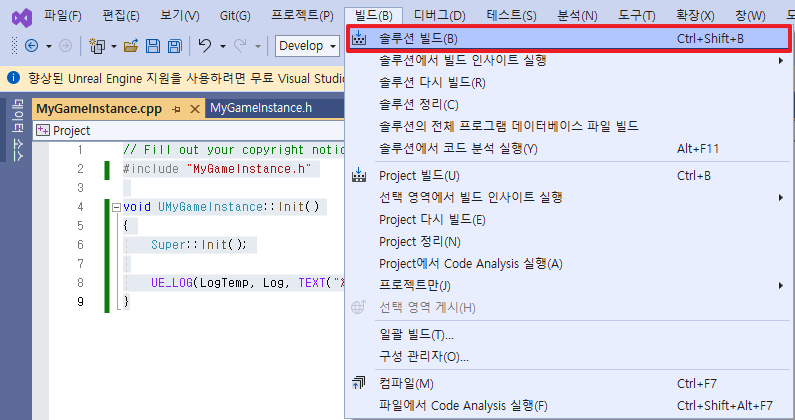 파일(F) 편집(E) 보기(V) Git(G) 프로젝트(P) 빌드(B) 디버그(D) 테스트(S) 분석(N) 도구(T) 확장(X) 창(W)
Develop
향상된 Unreal Engine 지원을 사용하려면 무료 Visual
데이터 소스
MyGameInstance.cpp MyGameInstance.h
Project
1 // Fill out your copyright
2 #include "MyGameInstance.h"
3
4 void UMyGameInstance::Init()
5 {
6 Super::Init();
7
8 UE_LOG(LogTemp, Log, TEXT("
9 }
솔루션 빌드(B) Ctrl+Shift+B
솔루션에서 빌드 인사이트 실행
솔루션 다시 빌드(R)
솔루션 정리(C)
솔루션의 전체 프로그램 데이터베이스 파일 빌드
솔루션에서 코드 분석 실행(Y) Alt+F11
Project 빌드(U) Ctrl+B
선택 영역에서 빌드 인사이트 실행
Project 다시 빌드(E)
Project 정리(N)
Project에서 Code Analysis 실행(A)
프로젝트만(J)
선택 영역 게시(H)
일괄 빌드(T)...
구성 관리자(O)...
컴파일(M) Ctrl+F7
파일에서 Code Analysis 실행(F) Ctrl+Shift+Alt+F7